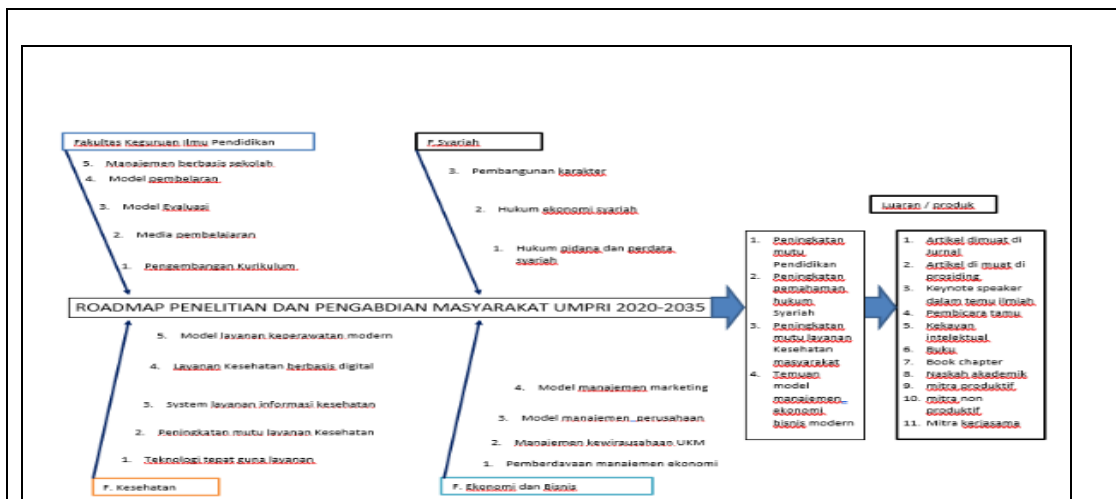 Fakultas Keguruan Ilmu Pendidikan
5. Manajemen berbasis sekolah
4. Model pembelaran
3. Model Evaluasi
2. Media pembelajaran
1. Pengembangan Kurikulum
F.Syariah
3. Pembangunan karakter
2. Hukum ekonomi syariah
1. Hukum pidana dan perdata
syariah
ROADMAP PENELITIAN DAN PENGABDIAN MASYARAKAT UMPRI 2020-2035
5. Model layanan keperawatan modern
4. Layanan Kesehatan berbasis digital
3. System layanan informasi kesehatan
2. Peningkatan mutu layanan Kesehatan
1. Teknologi tepat guna layanan
F. Kesehatan
4. Model manajemen marketing
3. Model manajemen perusahaan
2. Manajemen kewirausahaan UKM
1. Pemberdayaan manajemen ekonomi
F. Ekonomi dan Bisnis
1. Peningkatan
mutu
Pendidikan
2. Peningkatan
pemahaman
hukum
Syariah
3. Peningkatan
mutu layanan
Kesehatan
masyarakat
4. Temuan
model
manajemen
ekonomi
bisnis modern
Luaran / produk
1. Artikel dimuat di
Jurnal
2. Artikel di muat di
prosiding
3. Keynote speaker
dalam temu ilmiah
4. Pembicara tamu
5. Kekayan
intelektual
6. Buku
7. Book chapter
8. Naskah akademik
9. mitra produktif
10. mitra non
produktif
11. Mitra kerjasama